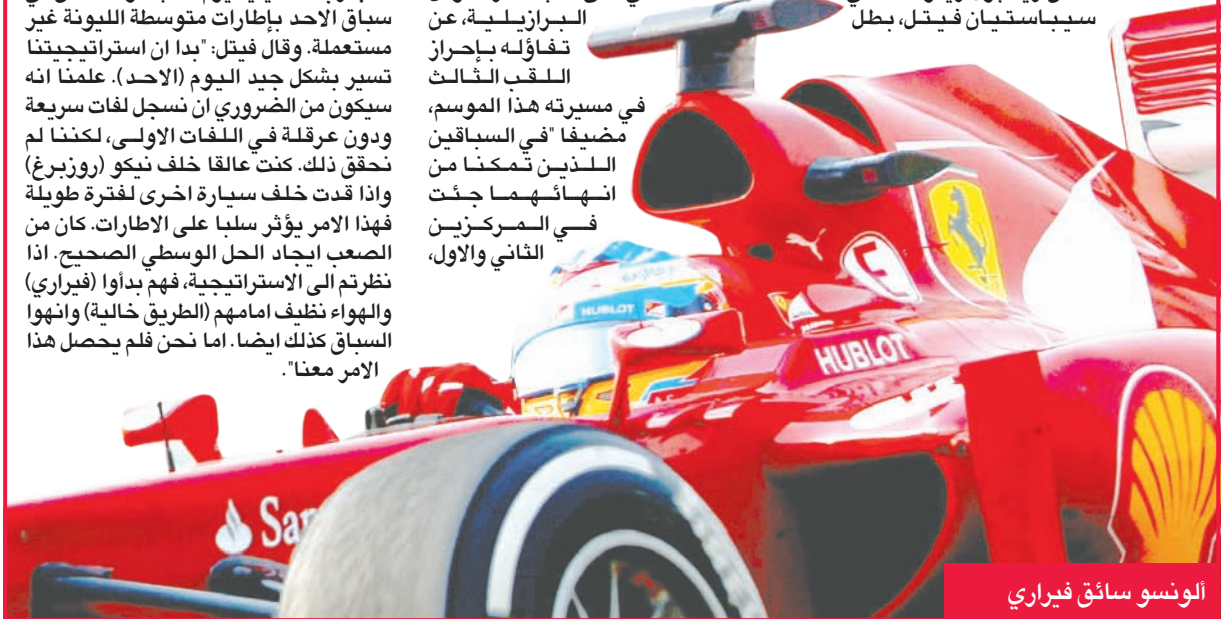 سيباستيان فيتل، بطل
البرازيلية، عن
تفاؤله بإحراز
اللقب الثالث
في مسيرته هذا الموسم،
مضيفا "في السباقين
اللذين تمكنا من
انهائهما جئت
في المركزين
الثاني والاول،
سباق الاحد بإطارات متوسطة الليونة غير
مستعملة. وقال فيتل: "بدا ان استراتيجيتنا
تسير بشكل جيد اليوم (الاحد). علمنا انه
سيكون من الضروري ان نسجل لفات سريعة
ودون عرقلة في اللفات الاولى، لكننا لم
نحقق ذلك. كنت عالقا خلف نيكو (روزبرغ)
واذا قدت خلف سيارة اخرى لفترة طويلة
فهذا الامر يؤثر سلبا على الاطارات. كان من
الصعب ايجاد الحل الوسطي الصحيح. اذا
نظرتم الى الاستراتيجية، فهم بدأوا (فيراري)
والهواء نظيف امامهم (الطريق خالية) وانهوا
السباق كذلك ايضا. اما نحن فلم يحصل هذا
الامر معنا".
HUBLOT
HUBLOT
San
ألونسو سائق فيراري